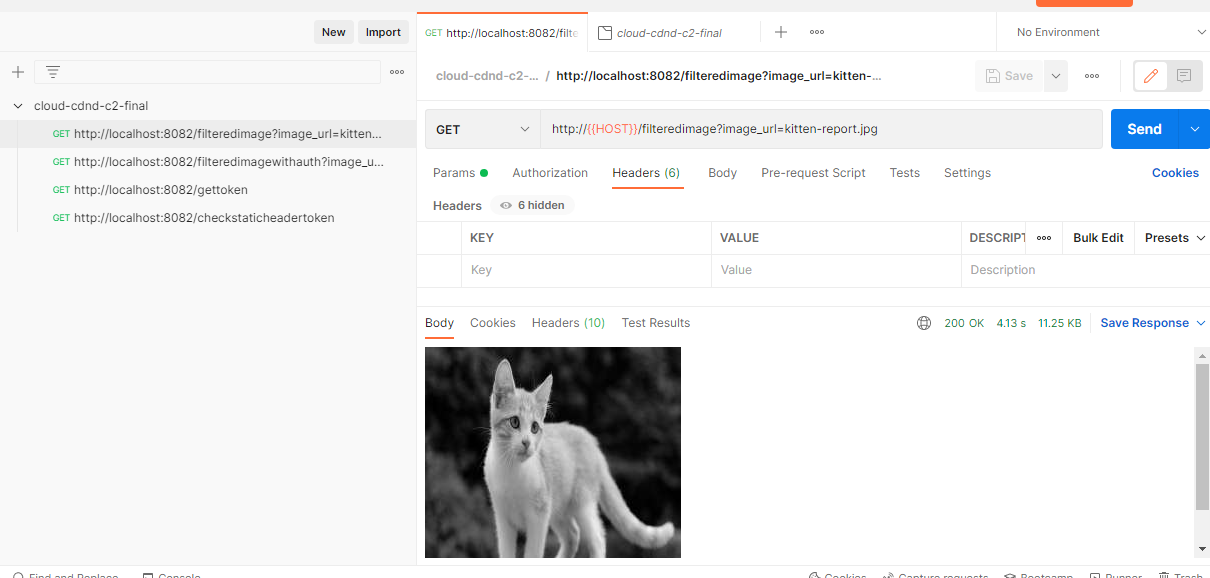 New Import
GET http://localhost:8082/filte
cloud-cdnd-c2-final
No Environment
cloud-cdnd-c2-... / http://localhost:8082/filteredimage?image_url=kitten-...
Save
cloud-cdnd-c2-final
GET http://localhost:8082/filteredimage?image_url=kitten...
GET http://localhost:8082/filteredimagewithauth?image_u...
GET http://localhost:8082/gettoken
GET http://localhost:8082/checkstaticheadertoken
GET http://{{HOST}}/filteredimage?image_url=kitten-report.jpg Send
Params Authorization Headers (6) Body Pre-request Script Tests Settings Cookies
Headers 6 hidden
KEY VALUE DESCRIPT Bulk Edit Presets
Key Value Description
Body Cookies Headers (10) Test Results 200 OK 4.13 s 11.25 KB Save Response
Find and Replace Console Cookies Capture requests Bootcamp Runner Trash